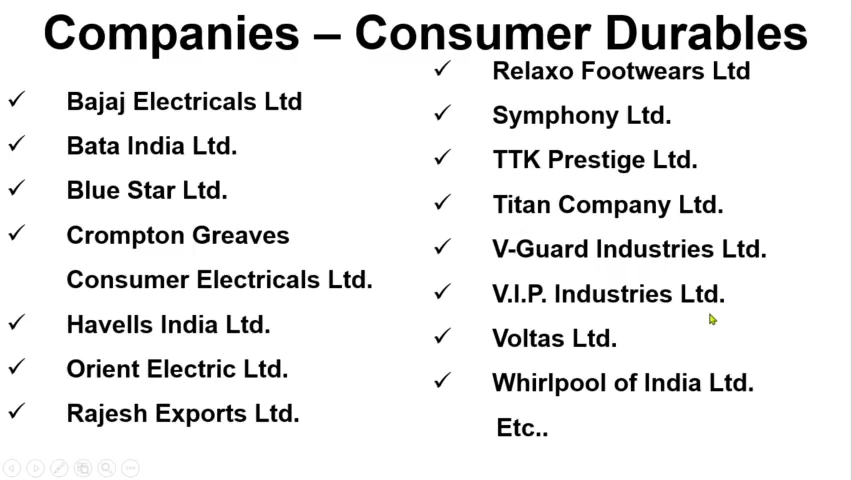 Companies – Consumer Durables
Bajaj Electricals Ltd
Bata India Ltd.
Blue Star Ltd.
Crompton Greaves
Consumer Electricals Ltd.
Havells India Ltd.
Orient Electric Ltd.
Rajesh Exports Ltd.
Relaxo Footwears Ltd
Symphony Ltd.
TTK Prestige Ltd.
Titan Company Ltd.
V-Guard Industries Ltd.
V.I.P. Industries Ltd.
Voltas Ltd.
Whirlpool of India Ltd.
Etc..